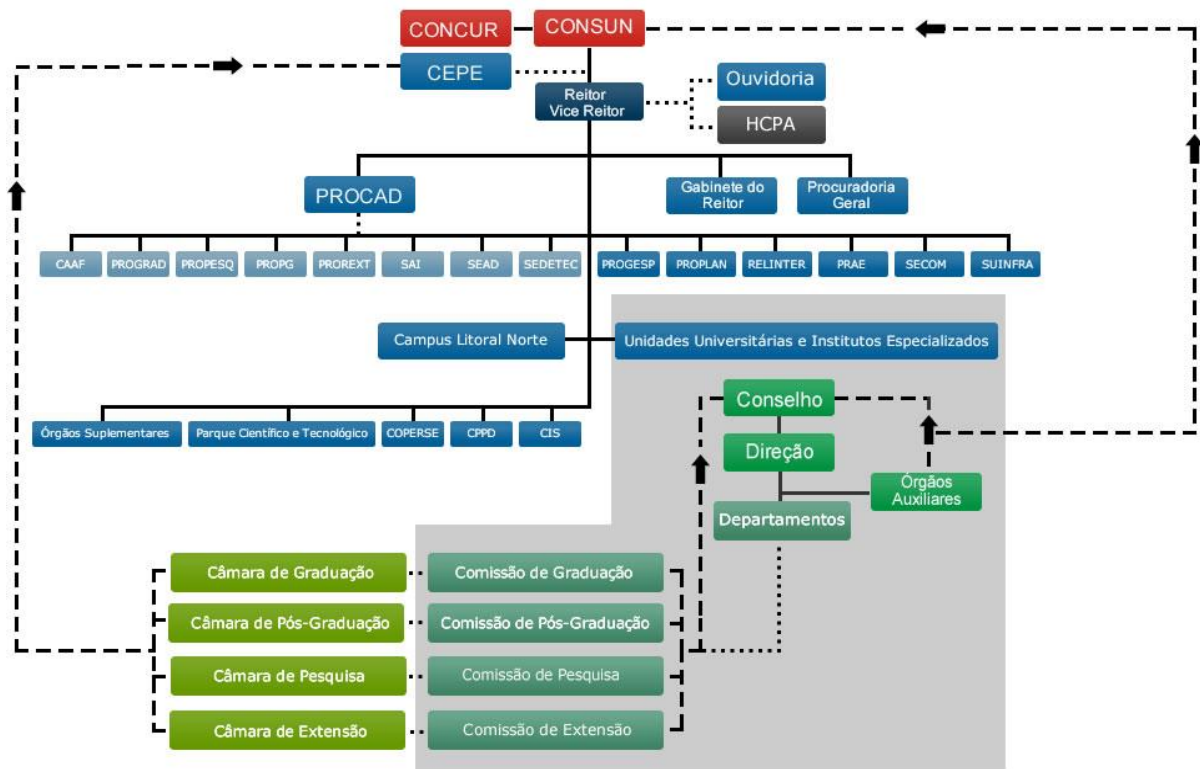 CONCUR
CONSUN
CEPE
Reitor
Vice Reitor
Ouvidoria
HCPA
PROCAD
Gabinete do
Reitor
Procuradoria
Geral
CAAF
PROGRAD
PROPESQ
PROPG
PROREXT
SAI
SEAD
SEDETEC
PROGESP
PROPLAN
RELINTER
PRAE
SECOM
SUINFRA
Campus Litoral Norte
Unidades Universitárias e Institutos Especializados
Conselho
Órgãos Suplementares
Parque Científico e Tecnológico
COPERSE
CPPD
CIS
Direção
Órgãos
Auxiliares
Departamentos
Câmara de Graduação
Comissão de Graduação
Câmara de Pós-Graduação
Comissão de Pós-Graduação
Câmara de Pesquisa
Comissão de Pesquisa
Câmara de Extensão
Comissão de Extensão